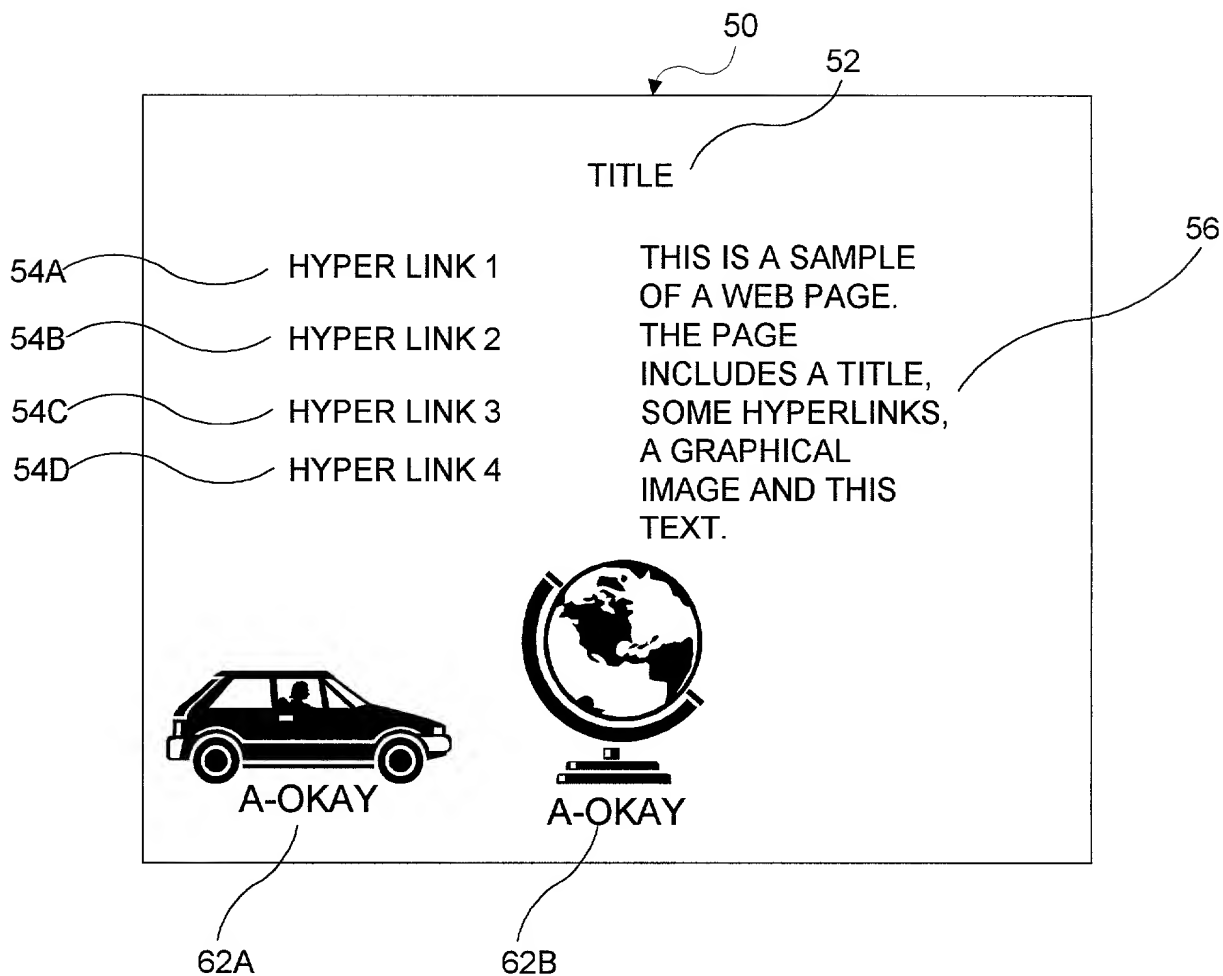 50
52
TITLE
56
54A
HYPER LINK 1
54B
HYPER LINK 2
54C
HYPER LINK 3
54D
HYPER LINK 4
THIS IS A SAMPLE
OF A WEB PAGE.
THE PAGE
INCLUDES A TITLE,
SOME HYPERLINKS,
A GRAPHICAL
IMAGE AND THIS
TEXT.
A-OKAY
A-OKAY
62A
62B